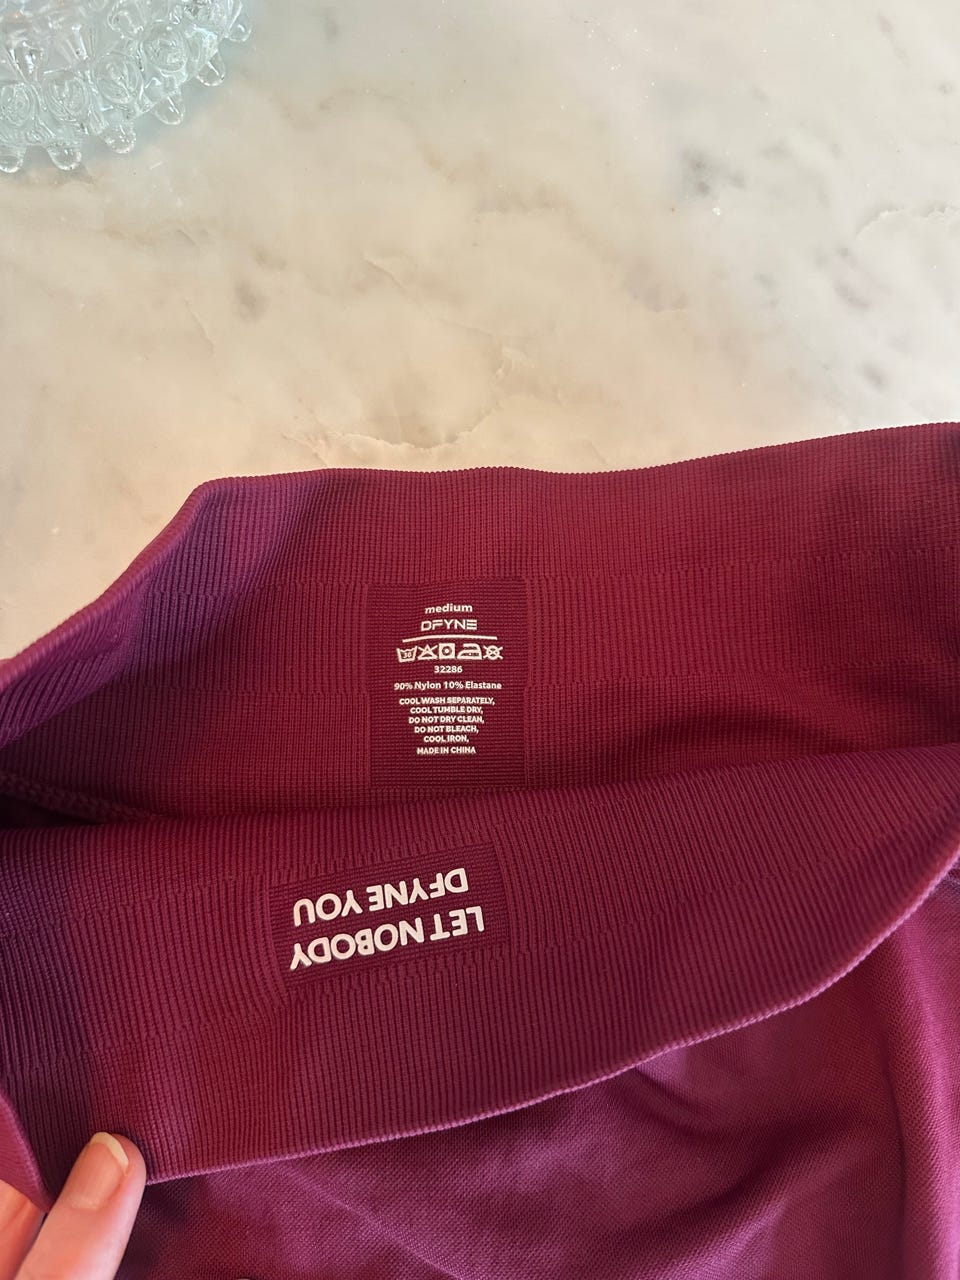 medium
DFYNE
30
32286
90% Nylon 10% Elastane
COOL WASH SEPARATELY,
COOL TUMBLE DRY,
DO NOT DRY CLEAN,
DO NOT BLEACH,
COOL IRON,
MADE IN CHINA
LET NOBODY
DFYNE YOU